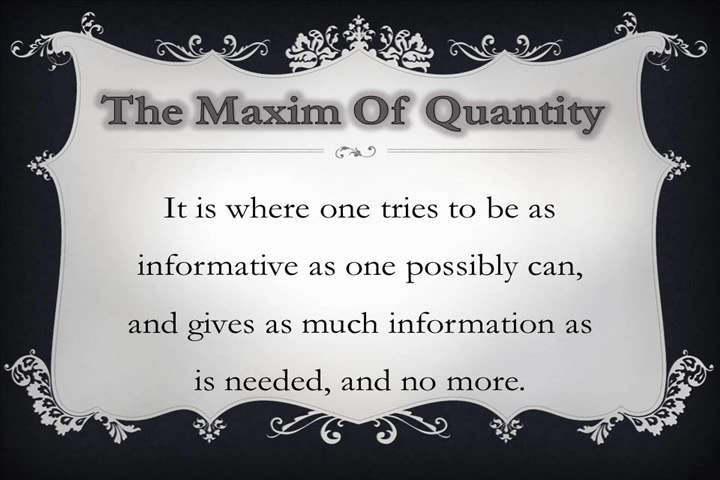 The Maxim Of Quantity
It is where one tries to be as
informative as one possibly can,
and gives as much information as
is needed, and no more.